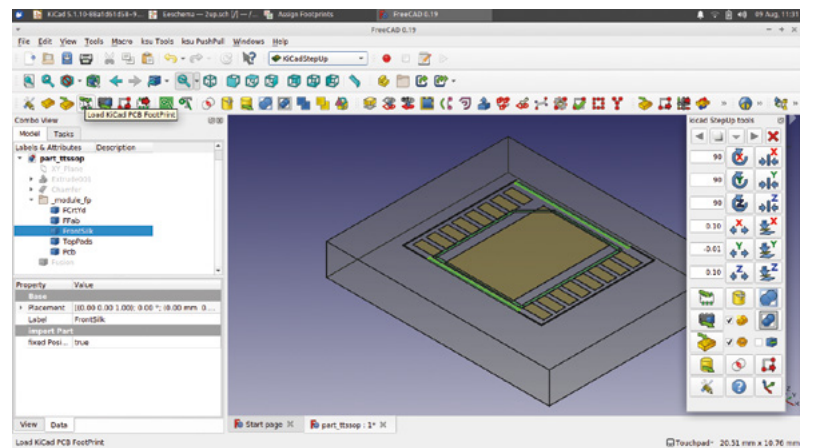 KiCad 5.1.10-88a1d61d58~9...
Eeschema — 2sop.sch [/] — /...
Assign Footprints
FreeCAD 0.19
09 Aug, 11:31
FreeCAD 0.19
File Edit View Tools Macro ksu Tools ksu PushPull Windows Help
KiCadStepUp
Load KiCad PCB FootPrint
Combo View
Model Tasks
Labels & Attributes Description
part_ttssop
XY_Plane
Extrude001
Chamfer
_module_fp
FCrtYd
FFab
FrontSilk
TopPads
Pcb
Fusion
Property Value
Base
Placement [(0.00 0.00 1.00); 0.00 °; (0.00 mm 0...
Label FrontSilk
Import Part
fixed Posi... true
View Data
Start page
part_ttssop : 1*
kicad StepUp tools
90
90
90
0.10
-0.01
0.10
Load KiCad PCB FootPrint
Touchpad 20.51 mm x 10.76 mm